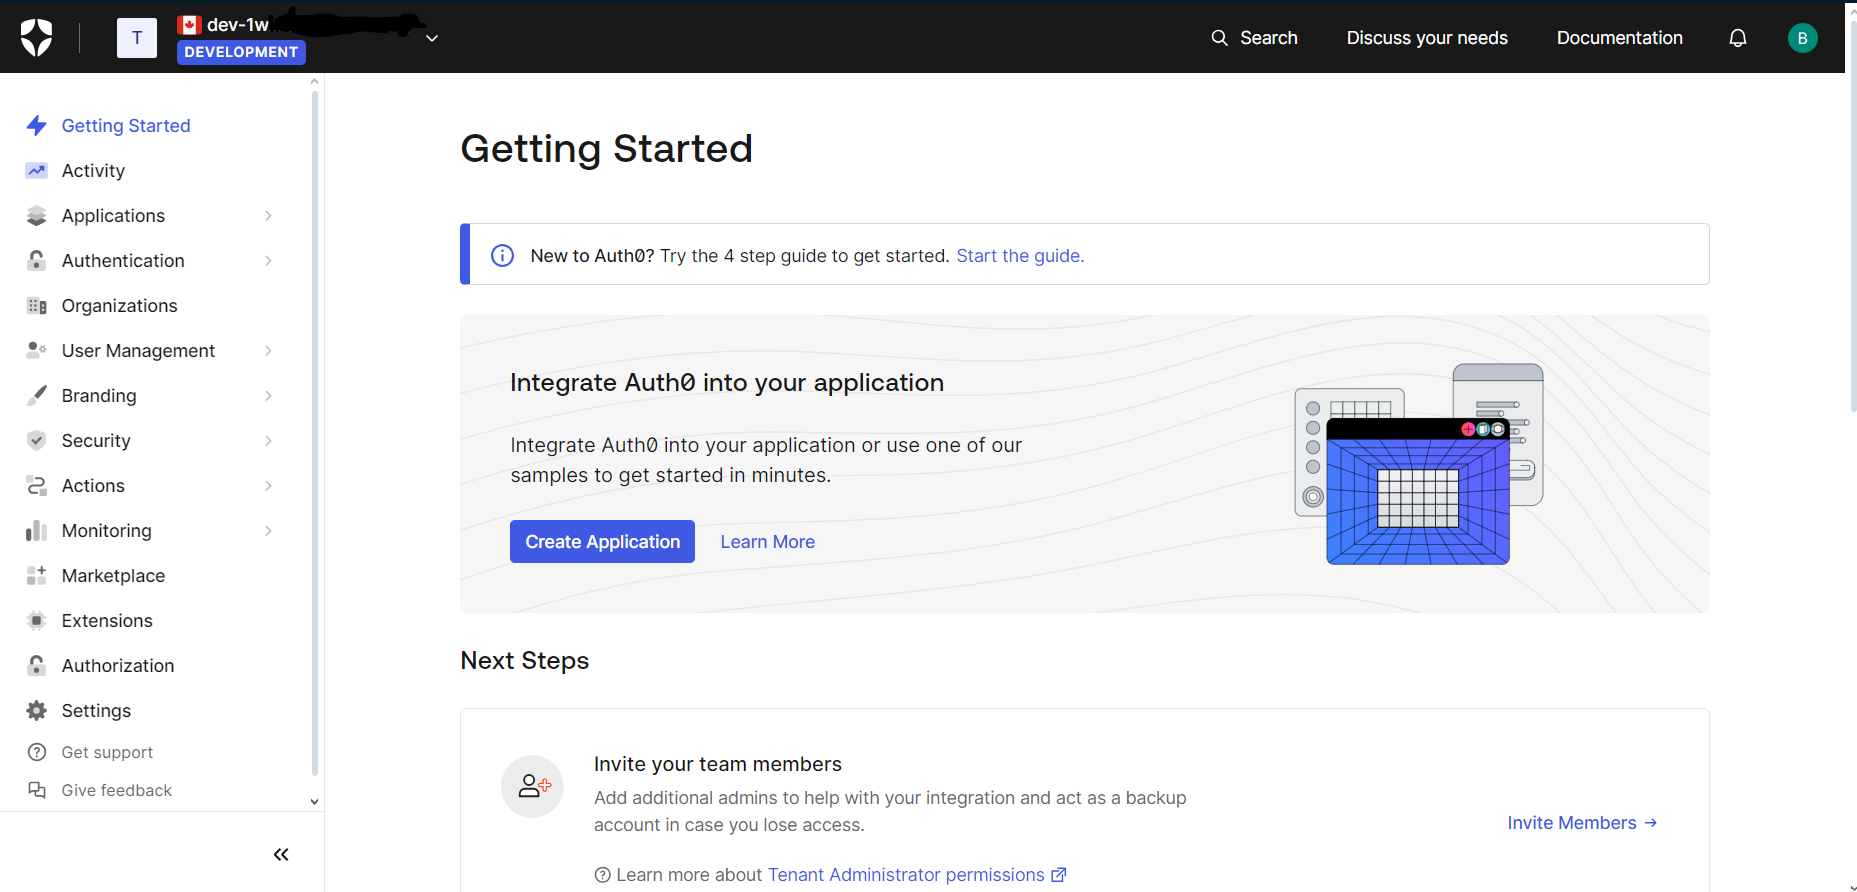 T
dev-1w
DEVELOPMENT
Search
Discuss your needs
Documentation
B
Getting Started
Activity
Applications
Authentication
Organizations
User Management
Branding
Security
Actions
Monitoring
Marketplace
Extensions
Authorization
Settings
Get support
Give feedback
Getting Started
New to Auth0? Try the 4 step guide to get started. Start the guide.
Integrate Auth0 into your application
Integrate Auth0 into your application or use one of our
samples to get started in minutes.
Create Application
Learn More
Next Steps
Invite your team members
Add additional admins to help with your integration and act as a backup
account in case you lose access.
Invite Members →
Learn more about Tenant Administrator permissions